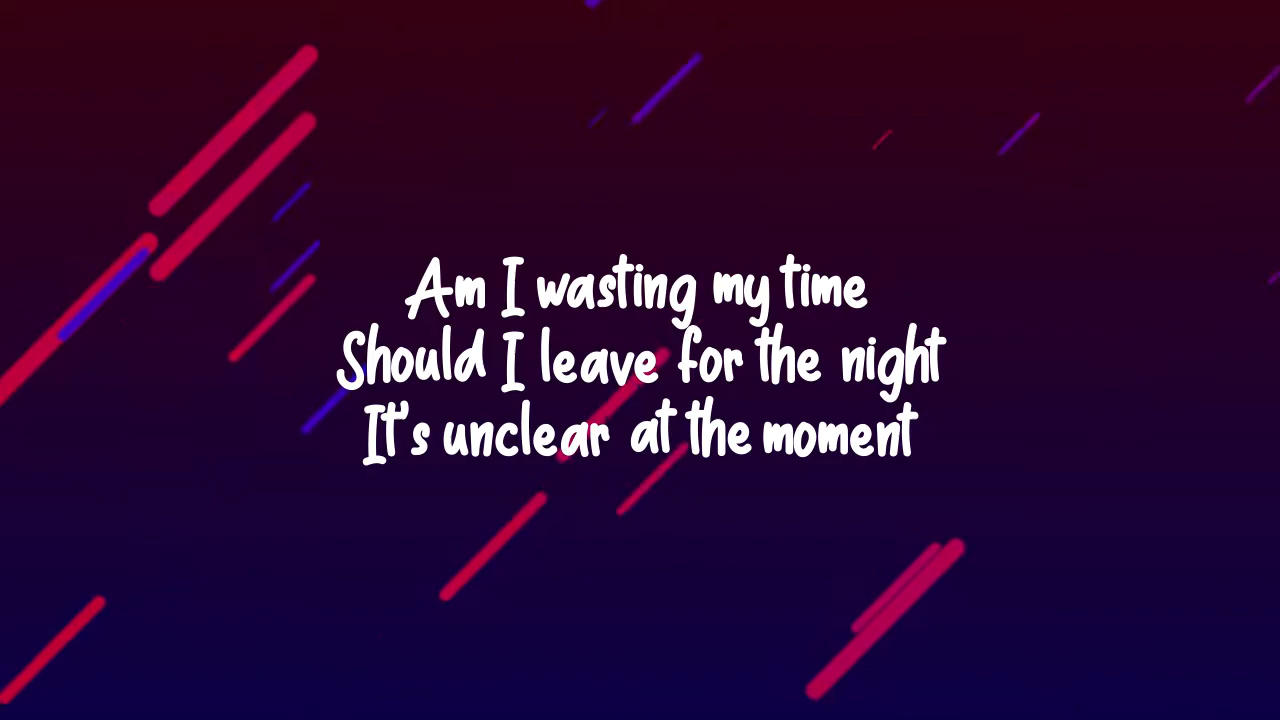 Am I wasting my time
Should I leave for the night
It's unclear at the moment